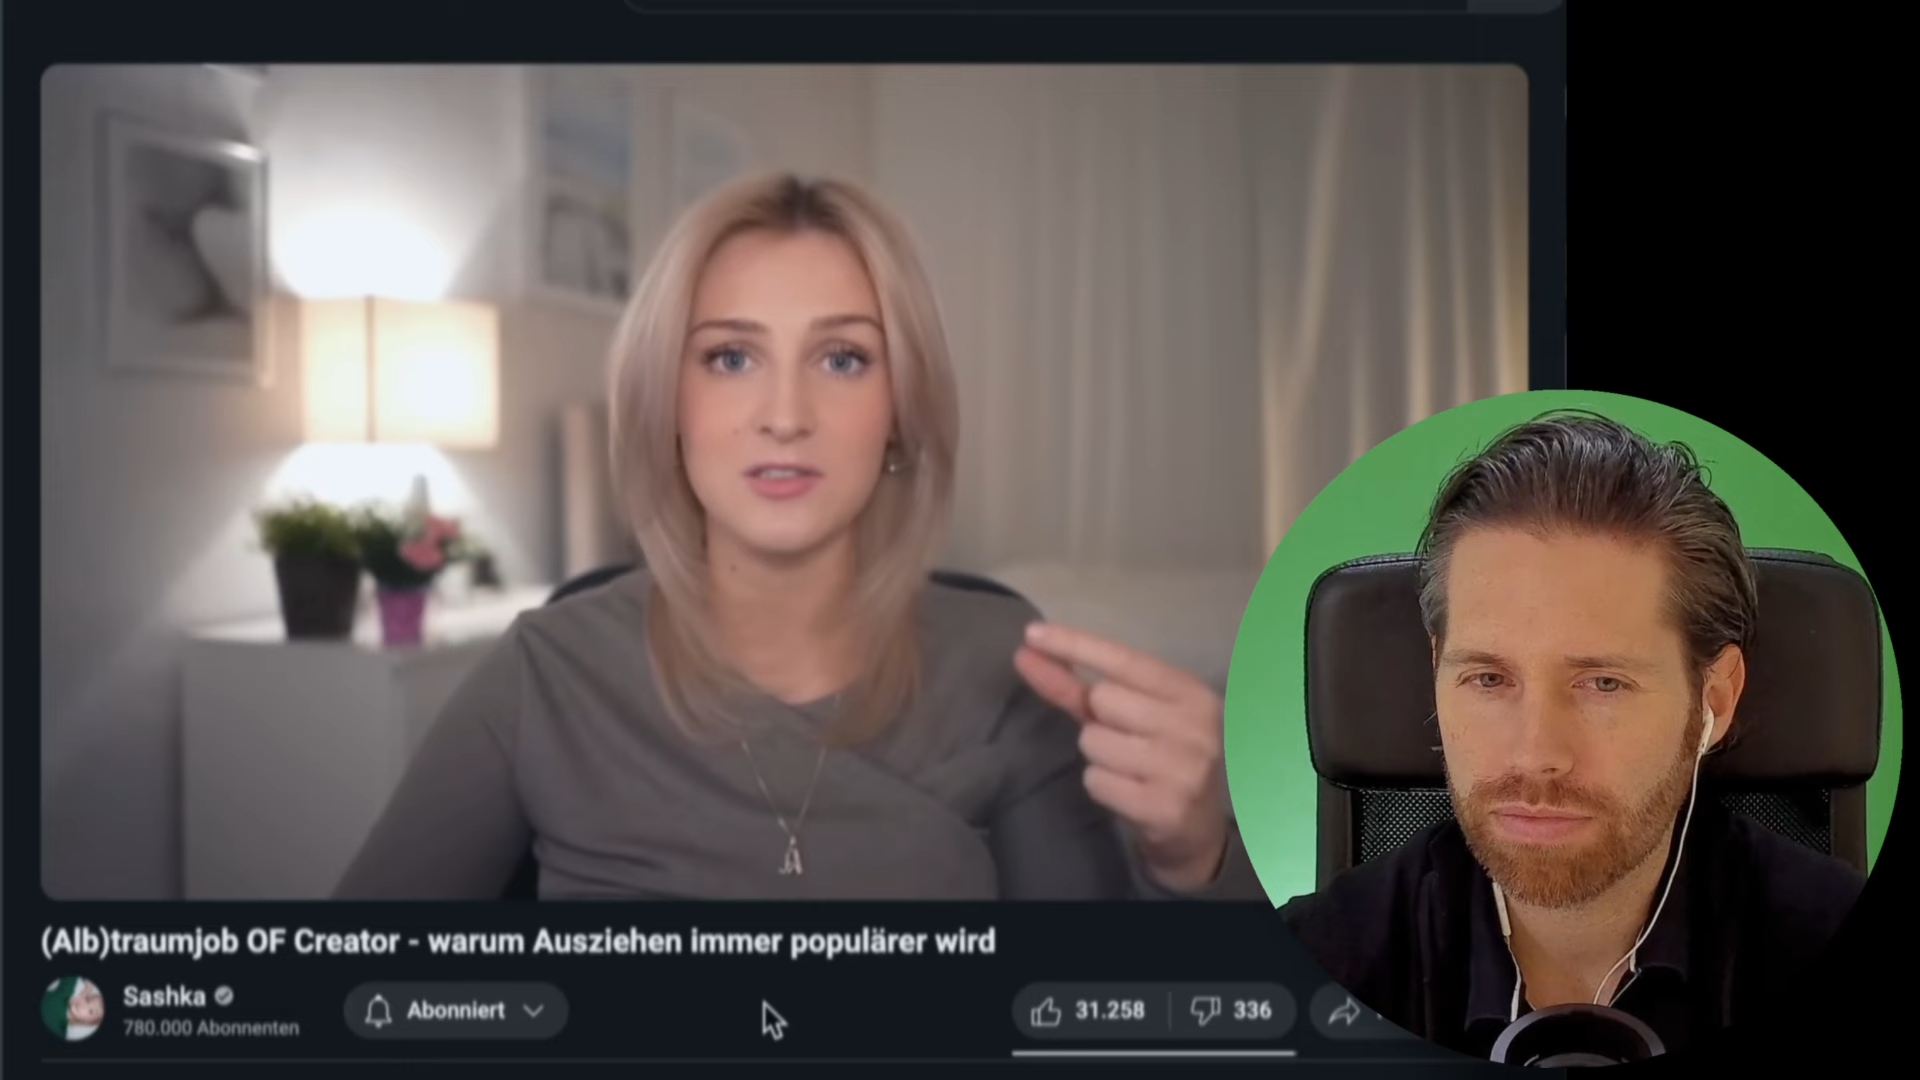 (Alb)traumjob OF Creator - warum Ausziehen immer populärer wird
Sashka
780.000 Abonnenten
Abonniert
31.258
336
A